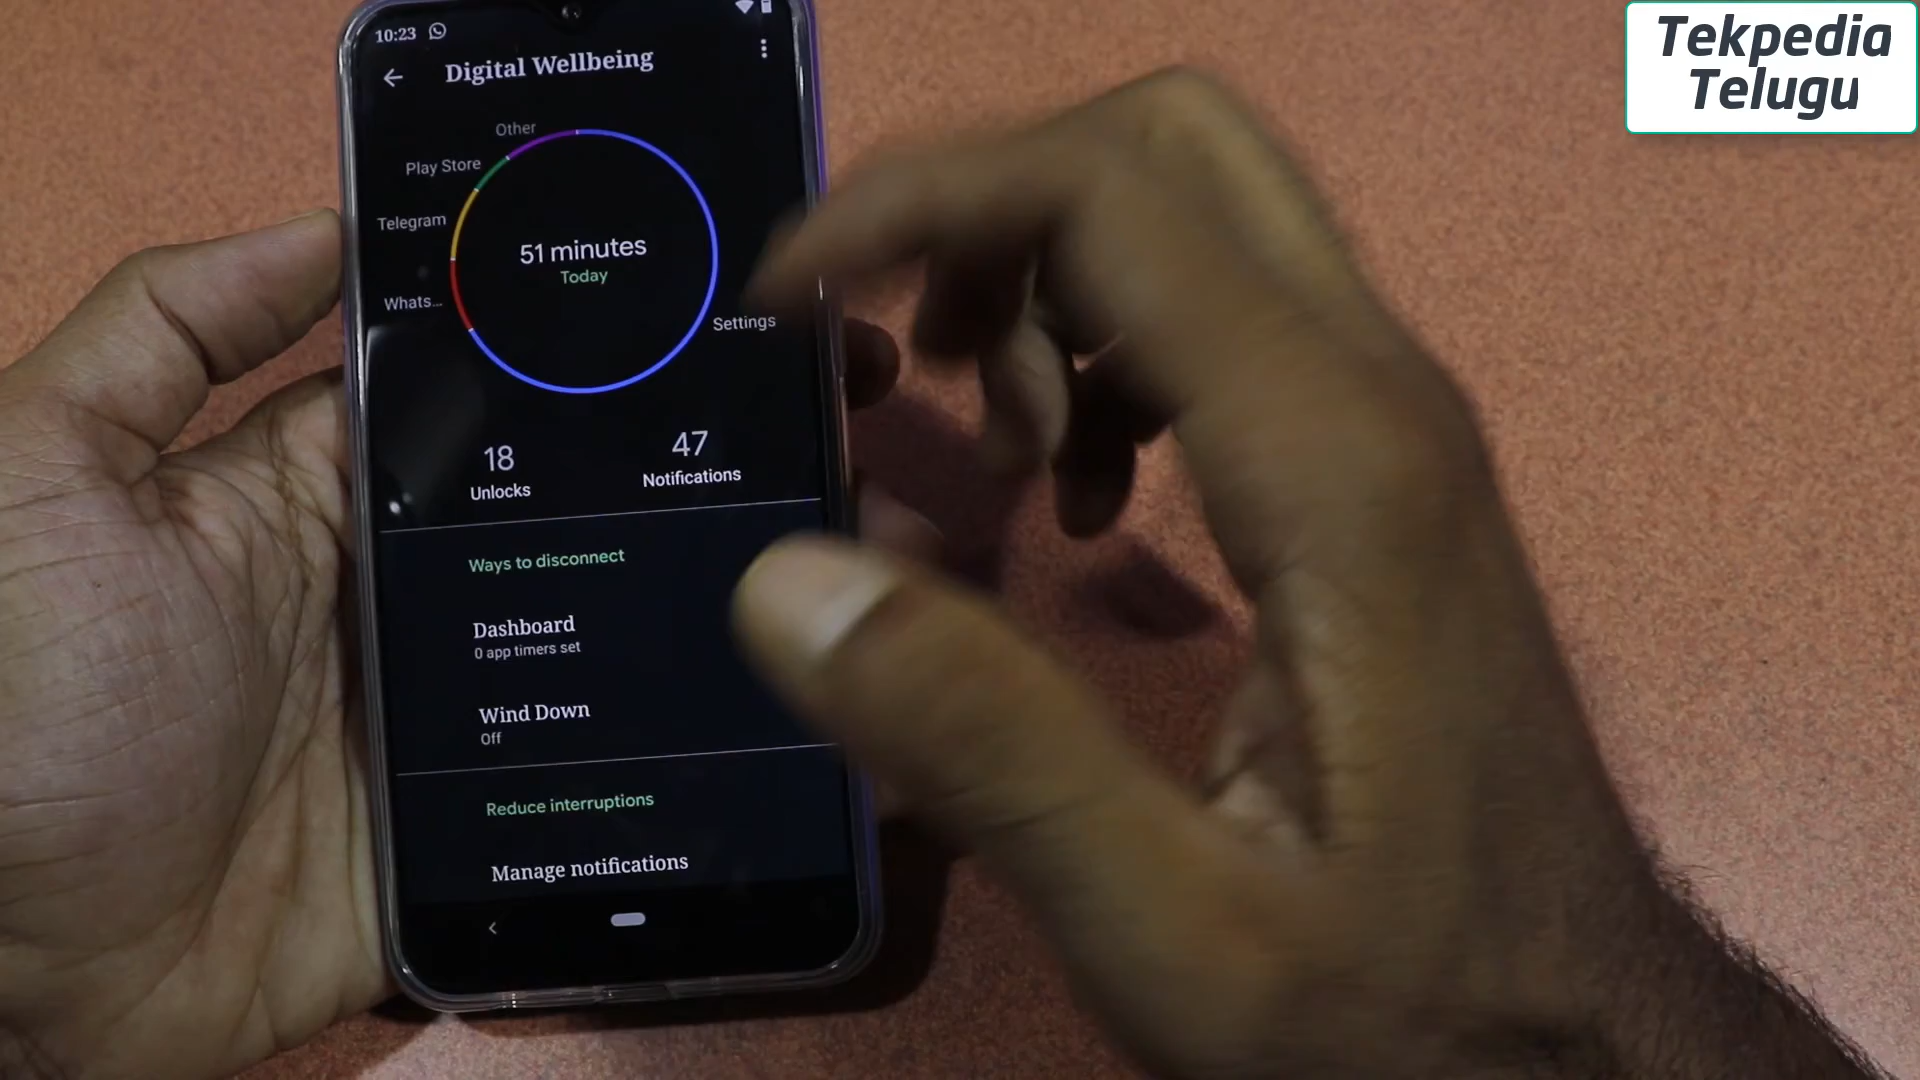 Tekpedia
Telugu
10:23
Digital Wellbeing
Other
Play Store
Telegram
51 minutes
Today
Whats...
Settings
18
Unlocks
47
Notifications
Ways to disconnect
Dashboard
0 app timers set
Wind Down
Off
Reduce interruptions
Manage notifications